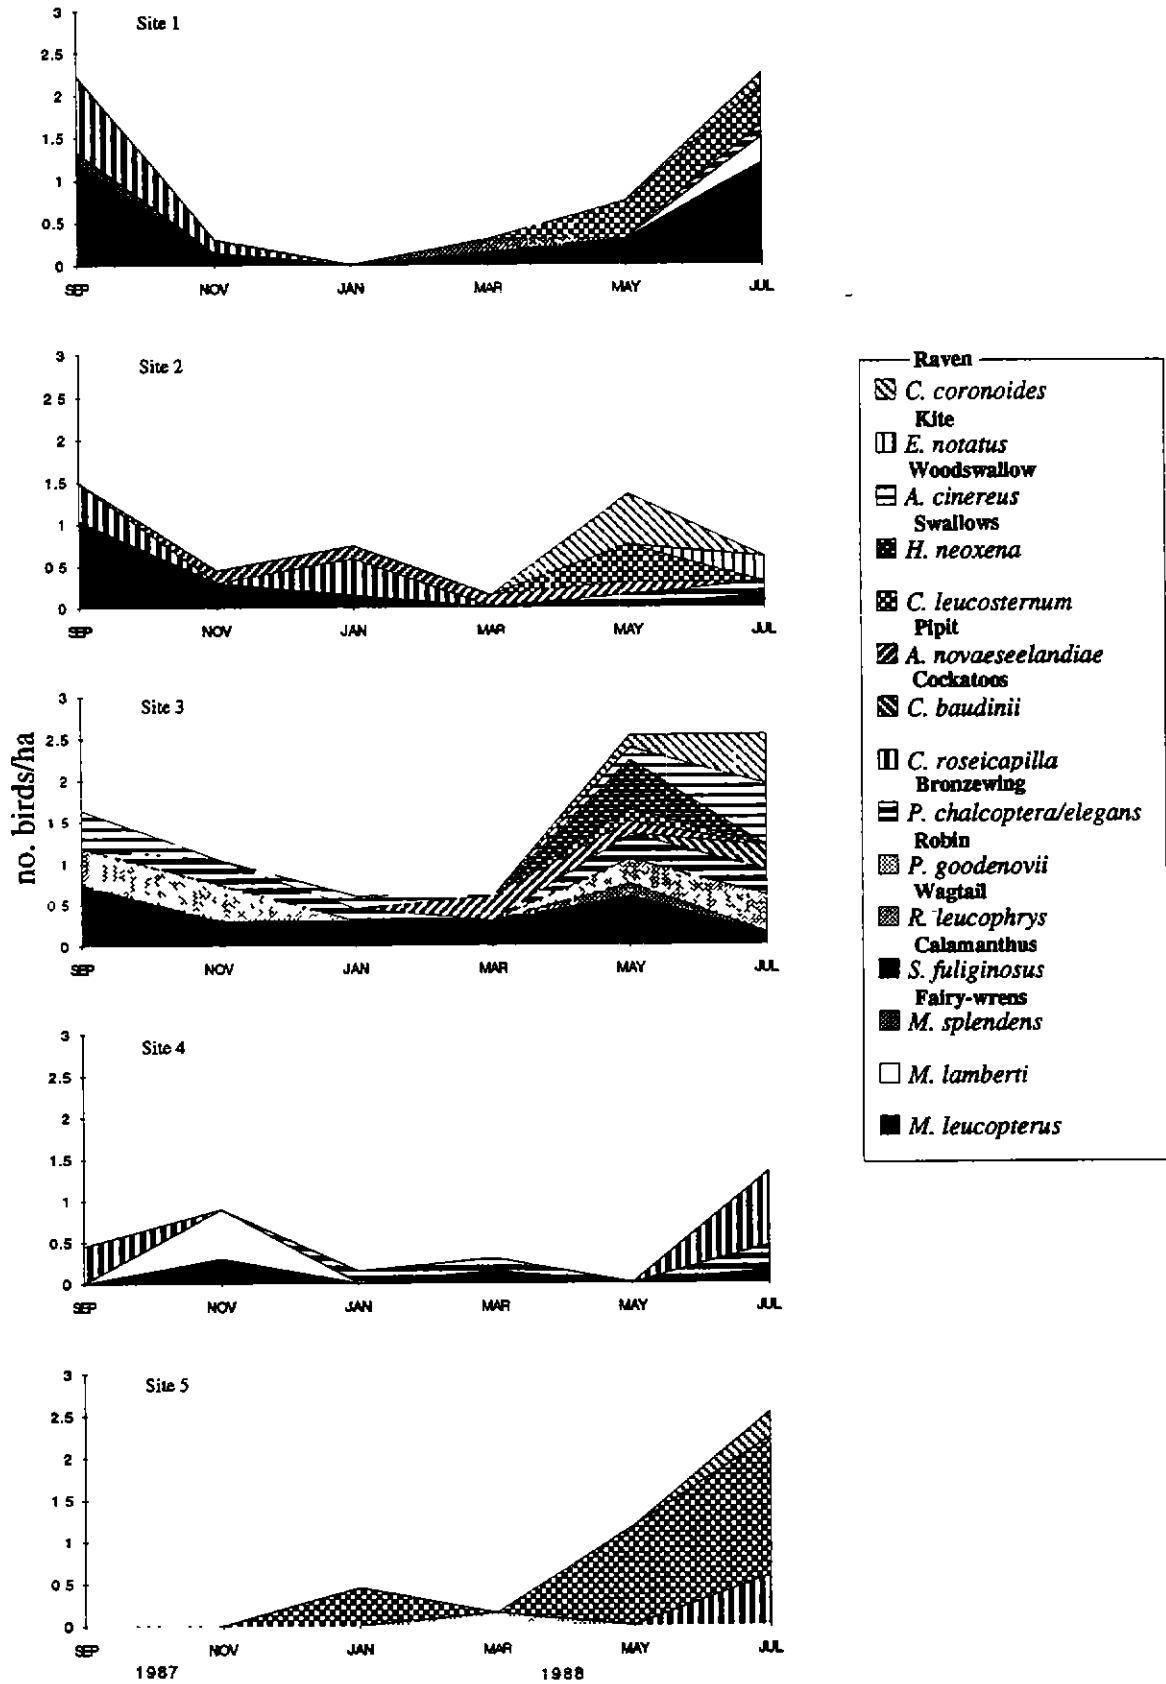 Site 1
3
2.5
2
1.5
1
0.5
0
SEP NOV JAN MAR MAY JUL
Site 2
3
2 5
2
1.5
1
0 5
0
SEP NOV JAN MAR MAY JUL
no. birds/ha
Site 3
3
2.5
2
1 5
1
0 5
0
SEP NOV JAN MAR MAY JUL
Site 4
3
2.5
2
1.5
1
0.5
0
SEP NOV JAN MAR MAY JUL
Site 5
3
2.5
2
1 5
1
0 5
0
SEP NOV JAN MAR MAY JUL
1987 1988
Raven
C. coronoides
Kite
E. notatus
Woodswallow
A. cinereus
Swallows
H. neoxena
C. leucosternum
Pipit
A. novaeseelandiae
Cockatoos
C. baudinii
C. roseicapilla
Bronzewing
P. chalcoptera/elegans
Robin
P. goodenovii
Wagtail
R. leucophrys
Calamanthus
S. fuliginosus
Fairy-wrens
M. splendens
M. lamberti
M. leucopterus